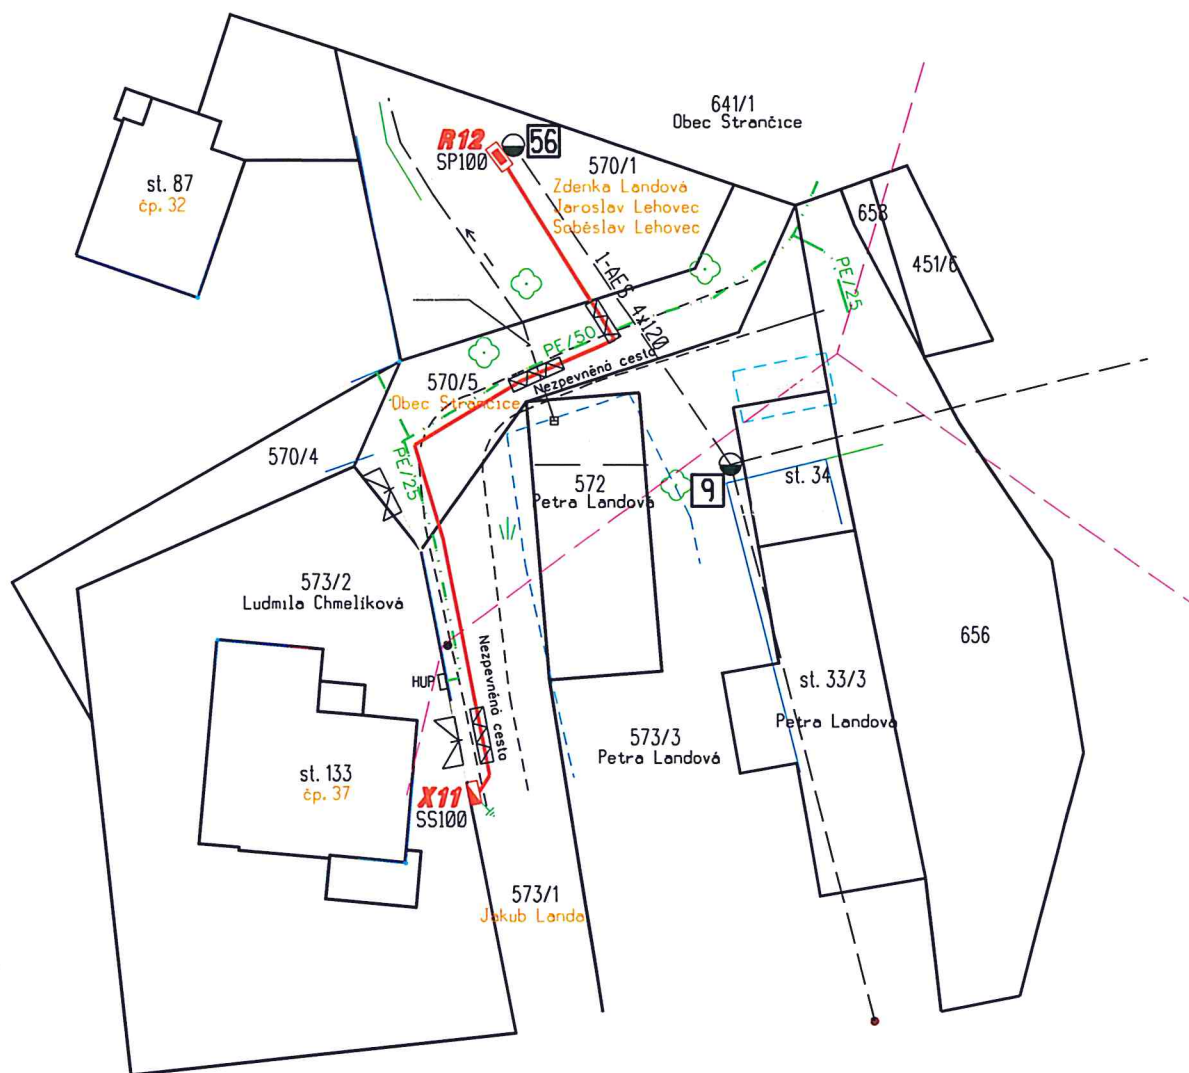 641/1
Obec Strančice
R12
SP100
56
570/1
Zdenka Landová
Jaroslav Lehovec
Soběslav Lehovec
st. 87
čp. 32
658
451/6
1-AES 4x120
PE/25
PE/50
Nezpevněná cesta
570/5
Obec Strančice
570/4
PE/25
572
Petra Landová
9
st. 34
573/2
Ludmila Chmelíková
656
HUP
Nezpevněná cesta
st. 33/3
Petra Landová
573/3
Petra Landová
st. 133
čp. 37
X11
SS100
573/1
Jakub Landa